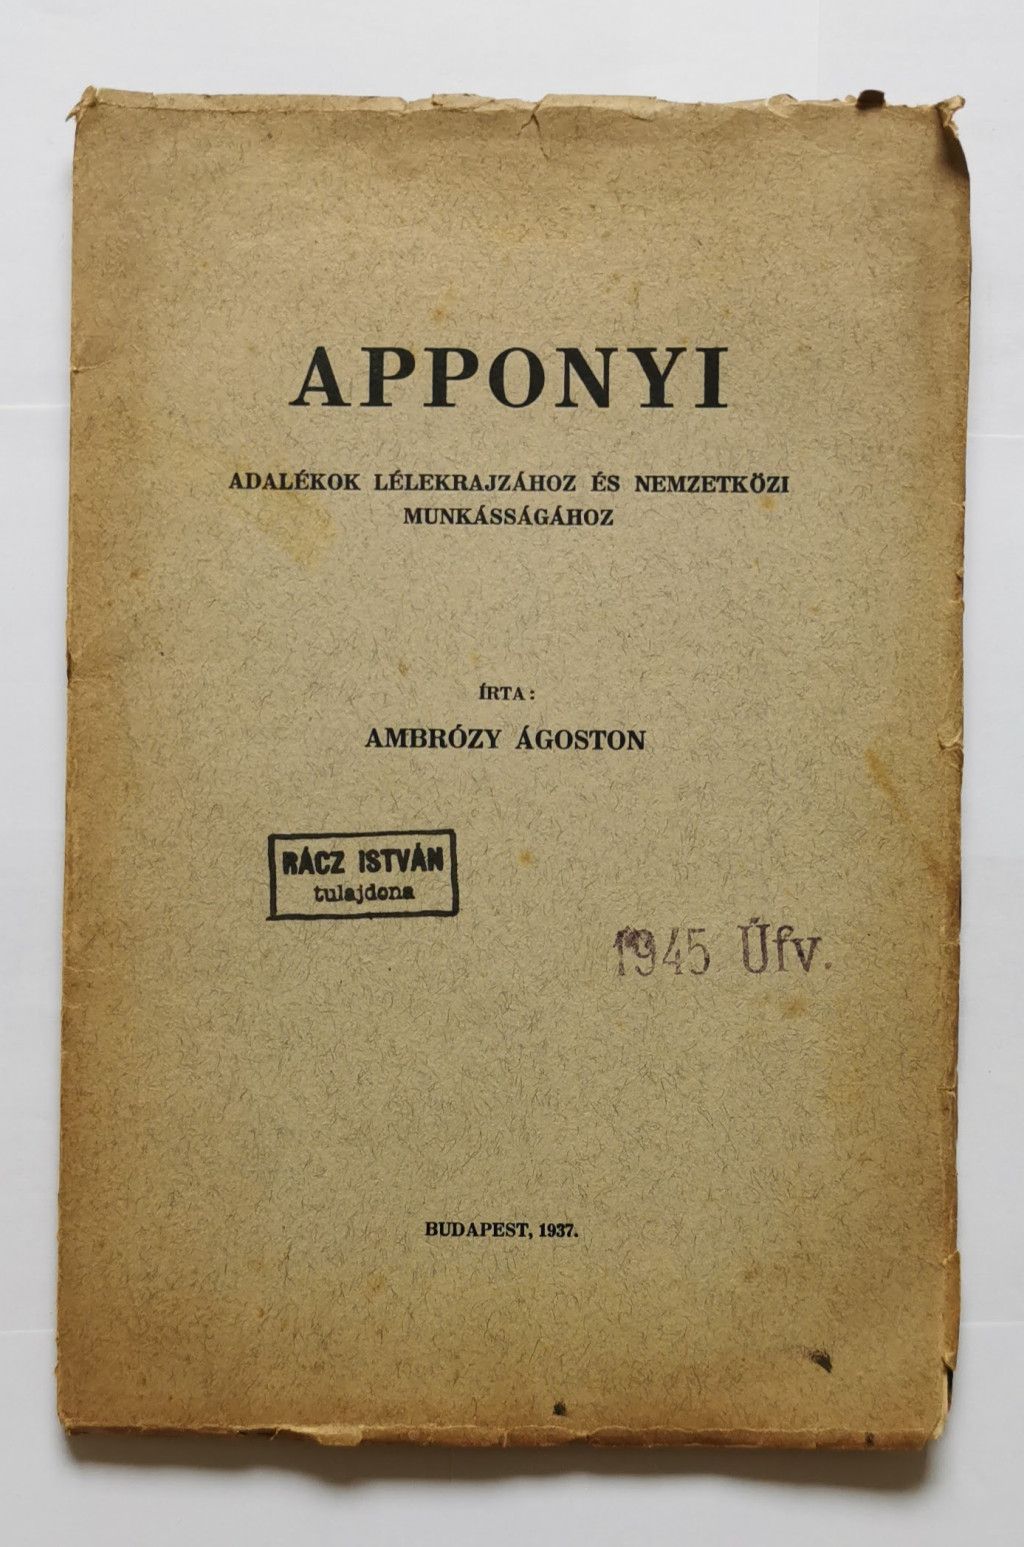 APPONYI
ADALÉKOK LÉLEKRAJZÁHOZ ÉS NEMZETKÖZI
MUNKÁSSÁGÁHOZ
ÍRTA:
AMBRÓZY ÁGOSTON
RÁCZ ISTVÁN
tulajdona
1945 Úfv.
BUDAPEST, 1937.